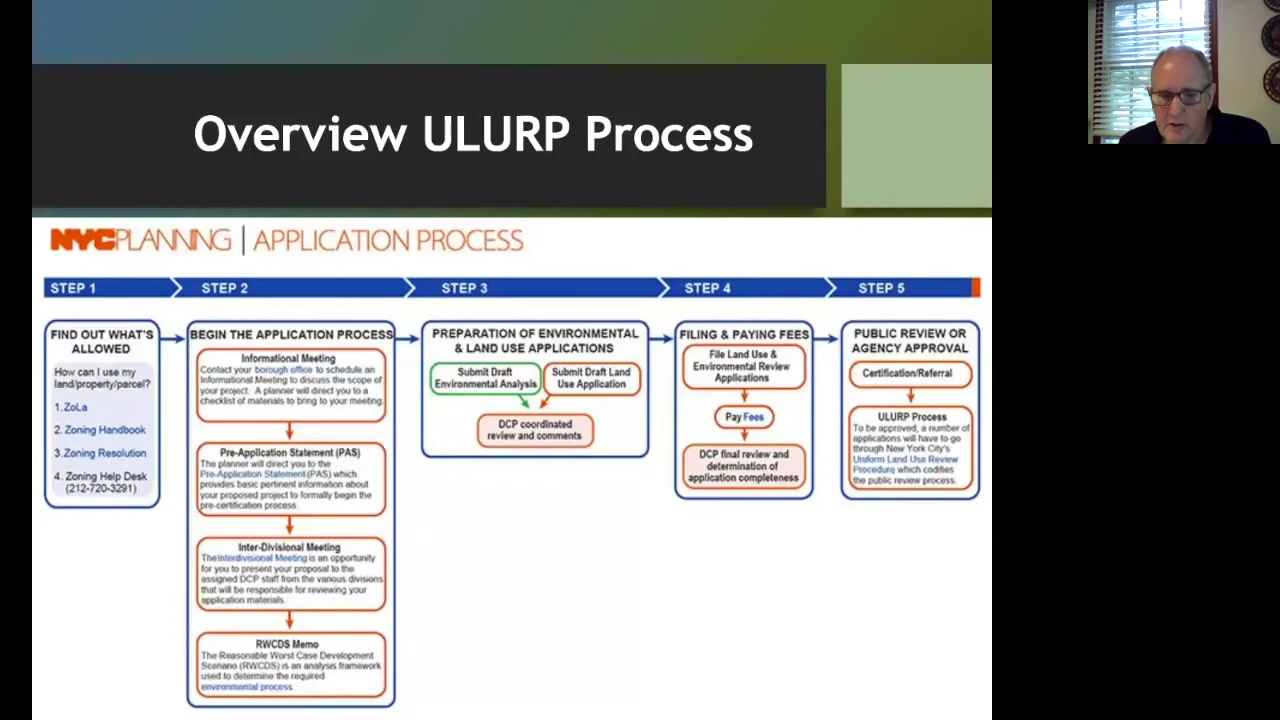 Overview ULURP Process
NYCPLANNING | APPLICATION PROCESS
STEP 1
STEP 2
STEP 3
STEP 4
STEP 5
FIND OUT WHAT'S
ALLOWED
How can I use my
land/property/parcel?
1. ZoLa
2. Zoning Handbook
3. Zoning Resolution
4. Zoning Help Desk
(212-720-3291)
BEGIN THE APPLICATION PROCESS
Informational Meeting
Contact your borough office to schedule an
Informational Meeting to discuss the scope of
your project. A planner will direct you to a
checklist of materials to bring to your meeting.
Pre-Application Statement (PAS)
The planner will direct you to the
Pre-Application Statement (PAS) which
provides basic pertinent information about
your proposed project to formally begin the
pre-certification process.
Inter-Divisional Meeting
The Interdivisional Meeting is an opportunity
for you to present your proposal to the
assigned DCP staff from the various divisions
that will be responsible for reviewing your
application materials.
RWCDS Memo
The Reasonable Worst Case Development
Scenario (RWCDS) is an analysis framework
used to determine the required
environmental process
PREPARATION OF ENVIRONMENTAL
& LAND USE APPLICATIONS
Submit Draft
Environmental Analysis
Submit Draft Land
Use Application
DCP coordinated
review and comments
FILING & PAYING FEES
File Land Use &
Environmental Review
Applications
Pay Fees
DCP final review and
determination of
application completeness
PUBLIC REVIEW OR
AGENCY APPROVAL
Certification/Referral
ULURP Process
To be approved, a number of
applications will have to go
through New York City's
Uniform Land Use Review
Procedure which codifies
the public review process.